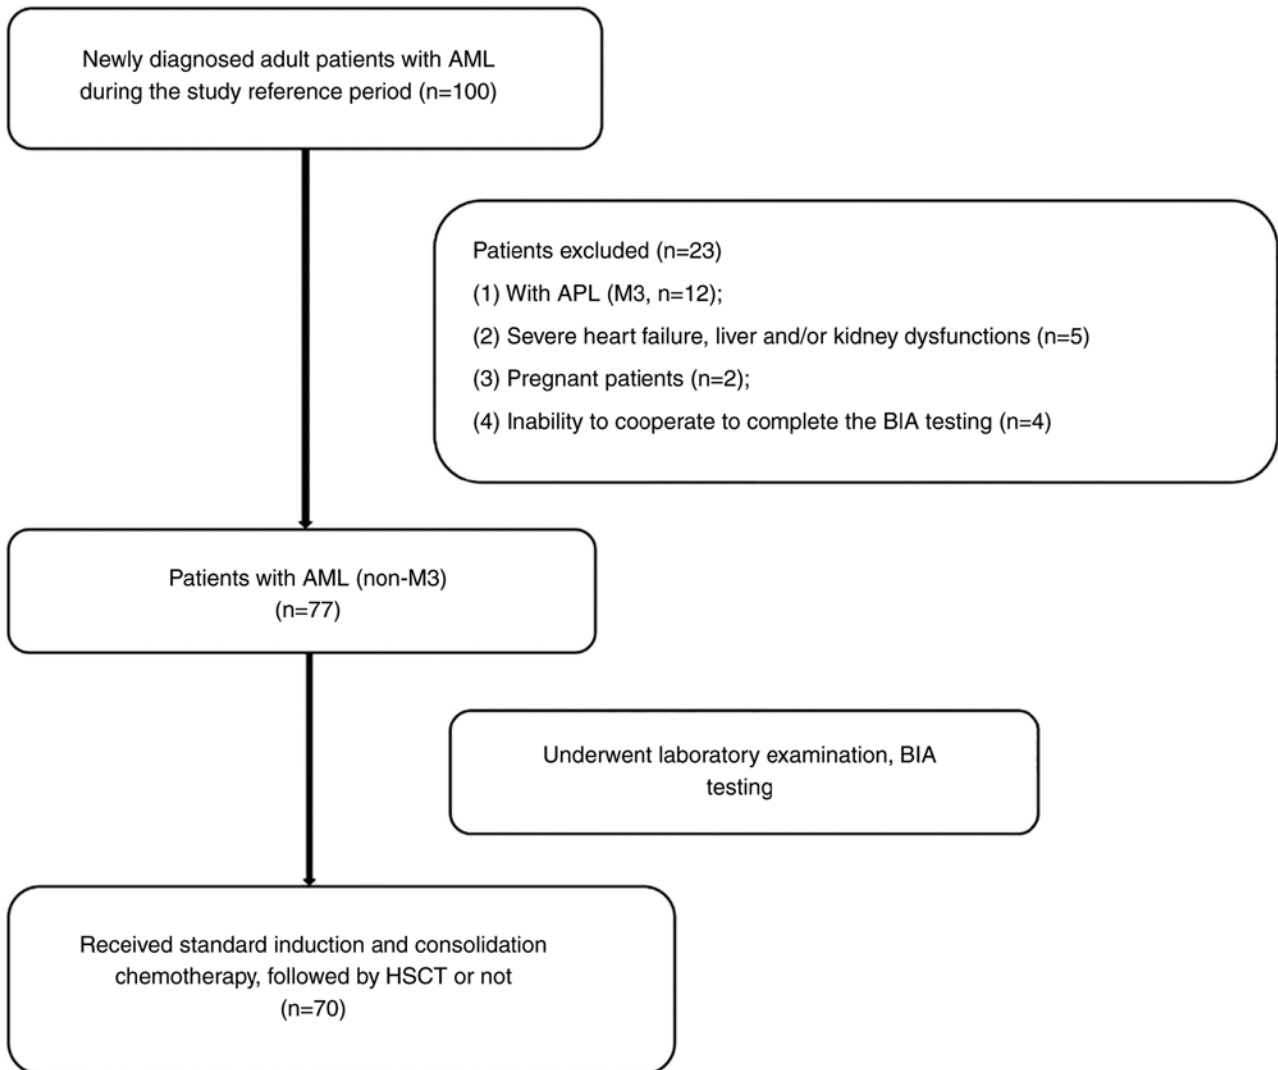 Newly diagnosed adult patients with AML
during the study reference period (n=100)
Patients excluded (n=23)
(1) With APL (M3, n=12);
(2) Severe heart failure, liver and/or kidney dysfunctions (n=5)
(3) Pregnant patients (n=2);
(4) Inability to cooperate to complete the BIA testing (n=4)
Patients with AML (non-M3)
(n=77)
Underwent laboratory examination, BIA
testing
Received standard induction and consolidation
chemotherapy, followed by HSCT or not
(n=70)